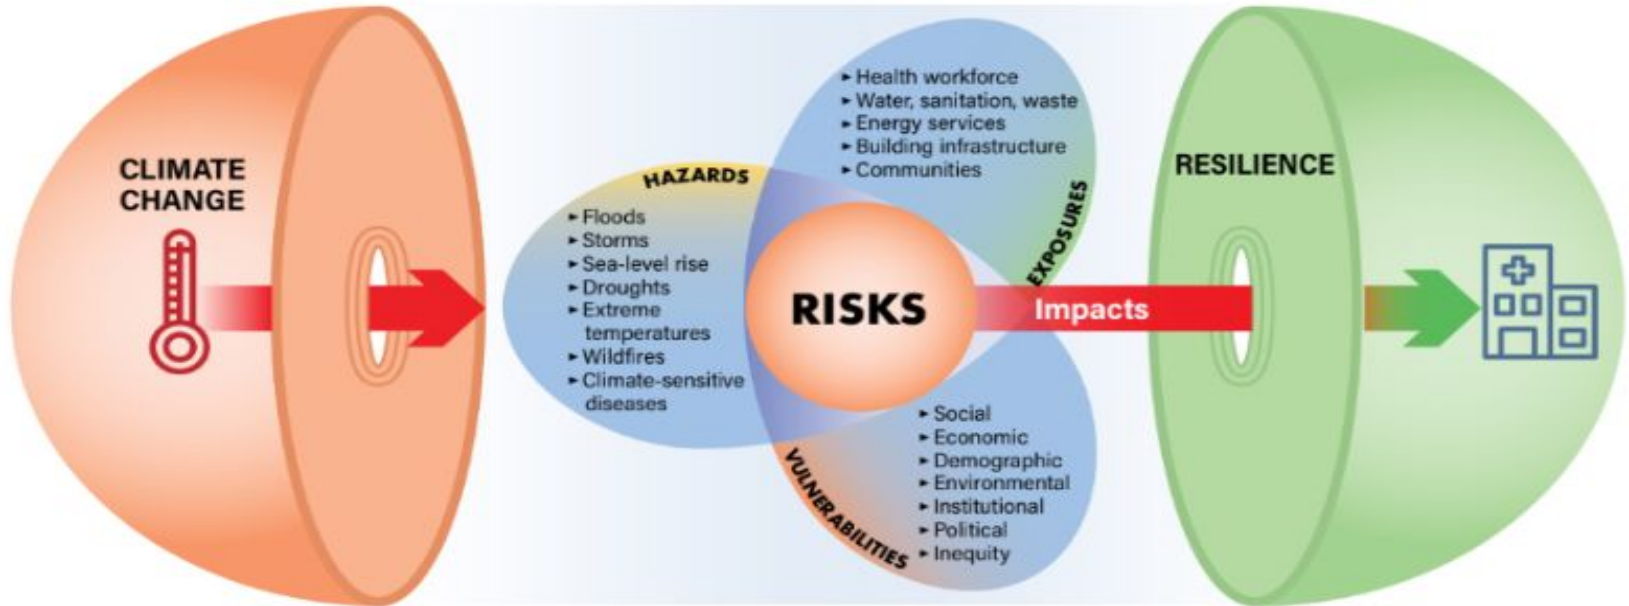 CLIMATE
CHANGE
HAZARDS
► Floods
► Storms
► Sea-level rise
► Droughts
► Extreme
temperatures
► Wildfires
► Climate-sensitive
diseases
► Health workforce
► Water, sanitation, waste
► Energy services
► Building infrastructure
► Communities
EXPOSURES
RISKS
Impacts
VULNERABILITIES
► Social
► Economic
► Demographic
► Environmental
► Institutional
► Political
► Inequity
RESILIENCE